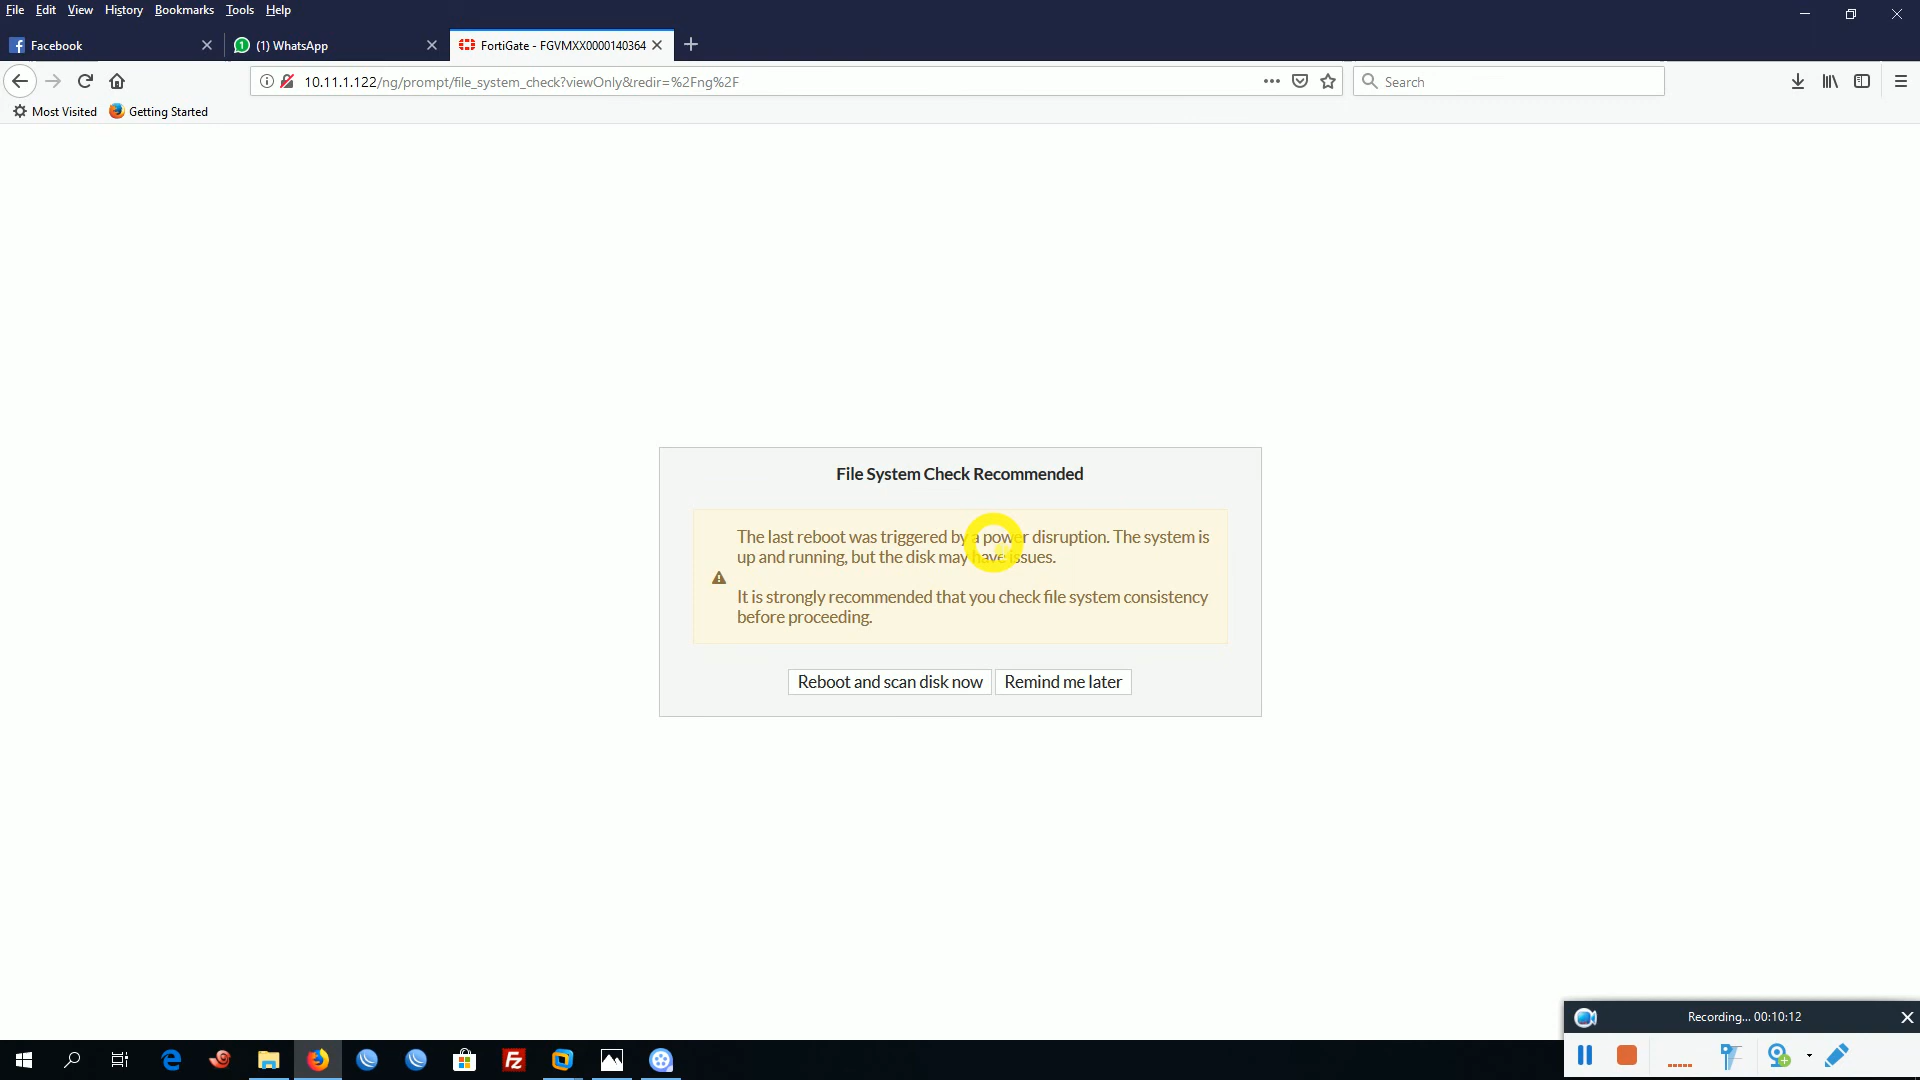 File Edit View History Bookmarks Tools Help
Facebook
(1) WhatsApp
FortiGate - FGVMXX0000140364
10.11.1.122/ng/prompt/file_system_check?viewOnly&redir=%2Fng%2F
Search
Most Visited
Getting Started
File System Check Recommended
The last reboot was triggered by a power disruption. The system is
up and running, but the disk may have issues.
It is strongly recommended that you check file system consistency
before proceeding.
Reboot and scan disk now
Remind me later
Recording... 00:10:12